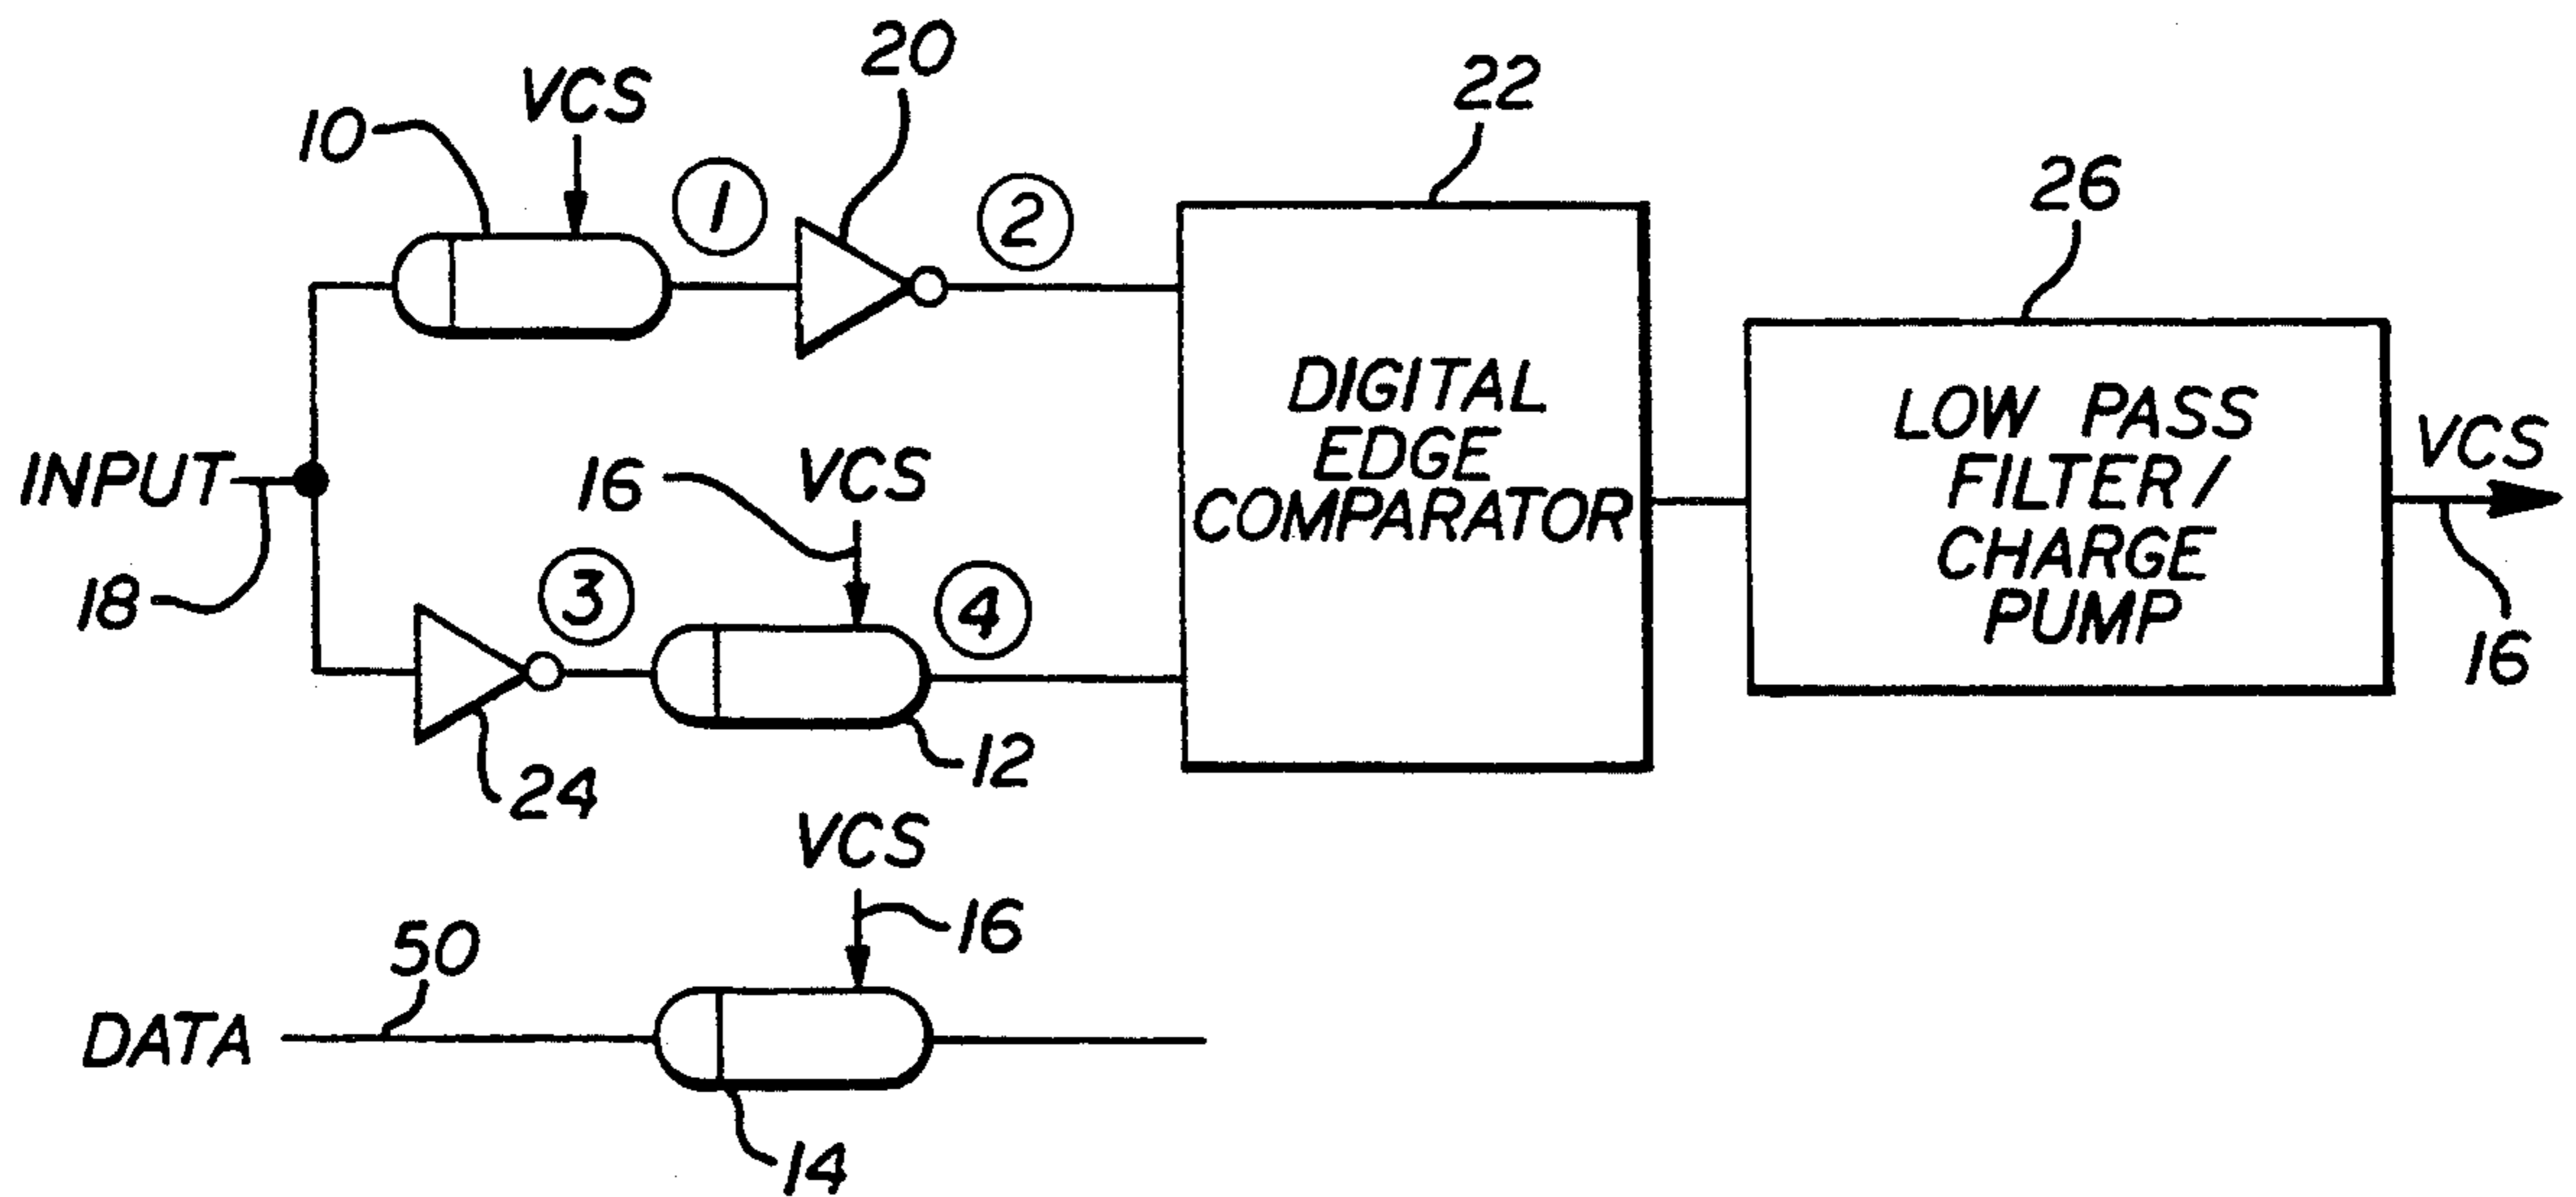 20
22
VCS
10
1
2
26
DIGITAL
EDGE
COMPARATOR
LOW PASS
FILTER/
CHARGE
PUMP
VCS
INPUT
16
VCS
18
3
4
16
12
24
VCS
16
50
DATA
14